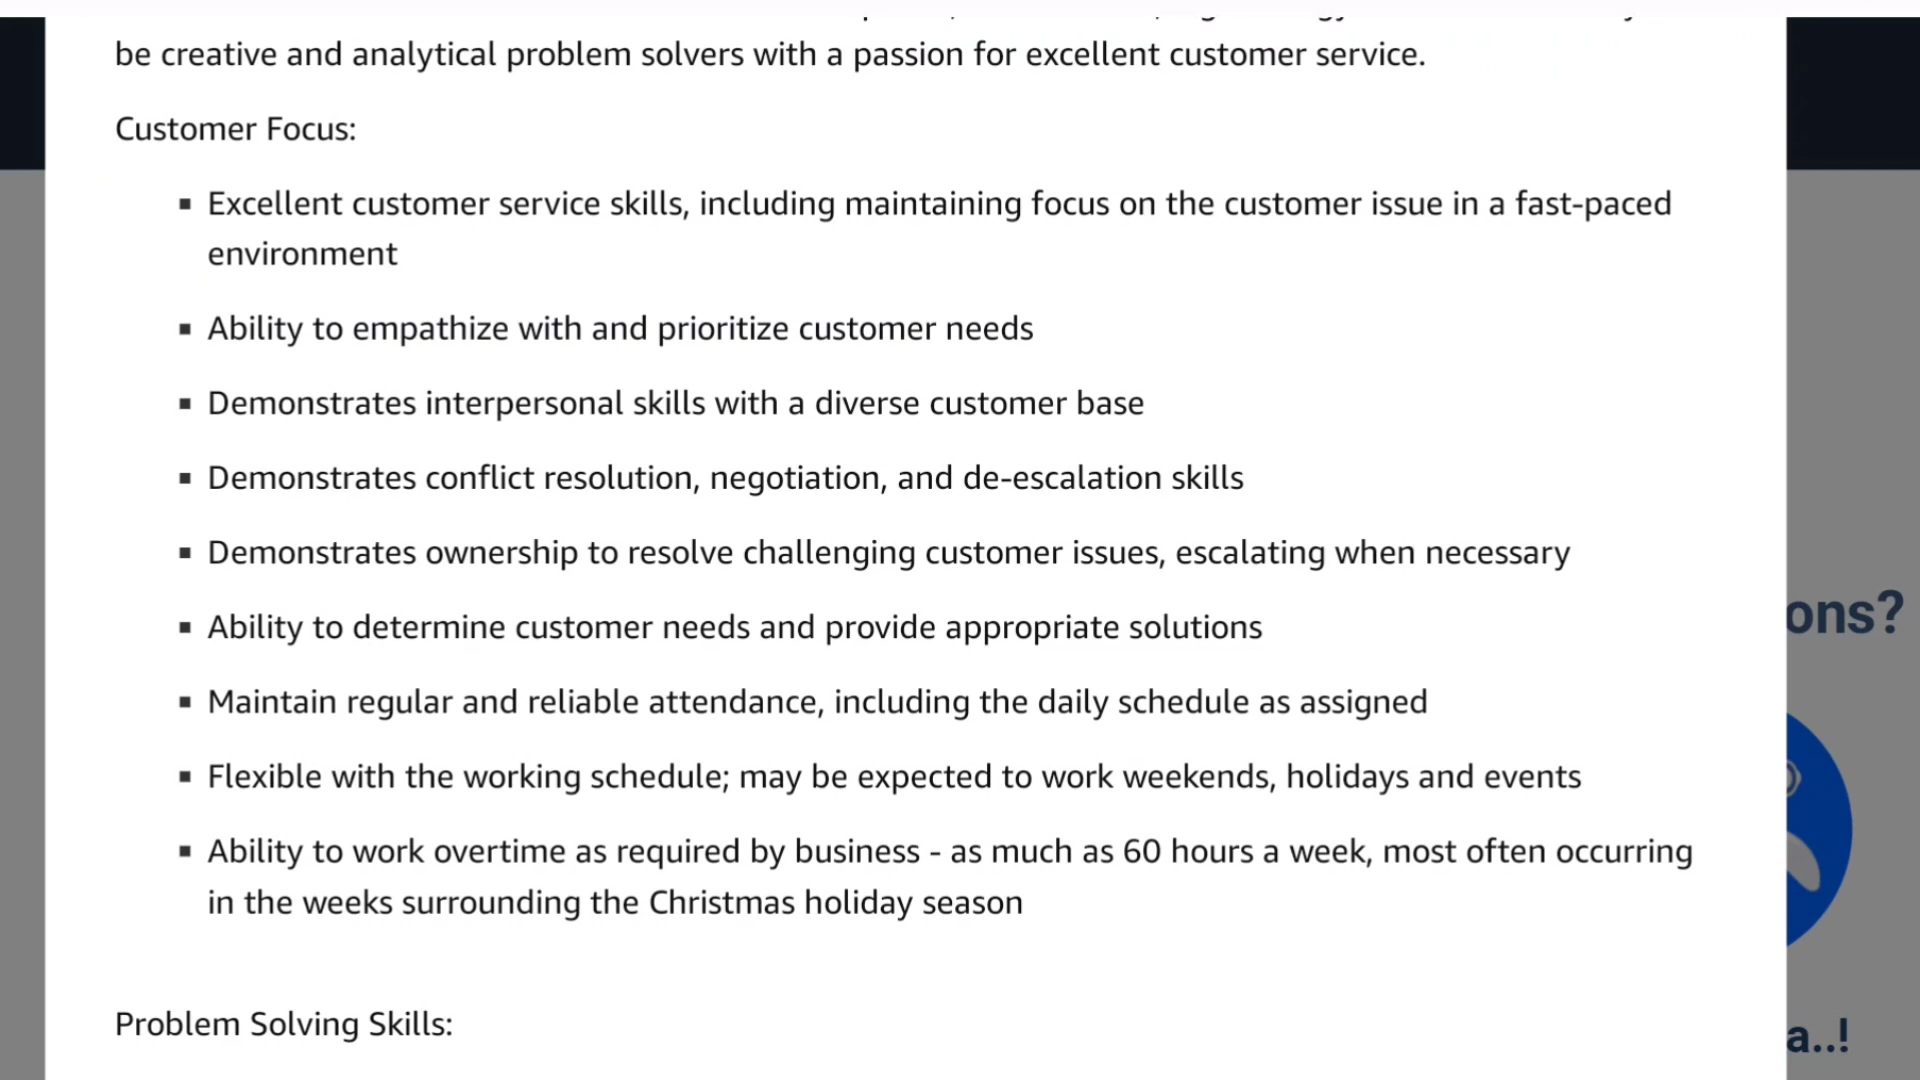 be creative and analytical problem solvers with a passion for excellent customer service.
Customer Focus:
▪ Excellent customer service skills, including maintaining focus on the customer issue in a fast-paced
environment
▪ Ability to empathize with and prioritize customer needs
▪ Demonstrates interpersonal skills with a diverse customer base
▪ Demonstrates conflict resolution, negotiation, and de-escalation skills
▪ Demonstrates ownership to resolve challenging customer issues, escalating when necessary
▪ Ability to determine customer needs and provide appropriate solutions
▪ Maintain regular and reliable attendance, including the daily schedule as assigned
▪ Flexible with the working schedule; may be expected to work weekends, holidays and events
▪ Ability to work overtime as required by business - as much as 60 hours a week, most often occurring
in the weeks surrounding the Christmas holiday season
Problem Solving Skills:
ons?
a..!